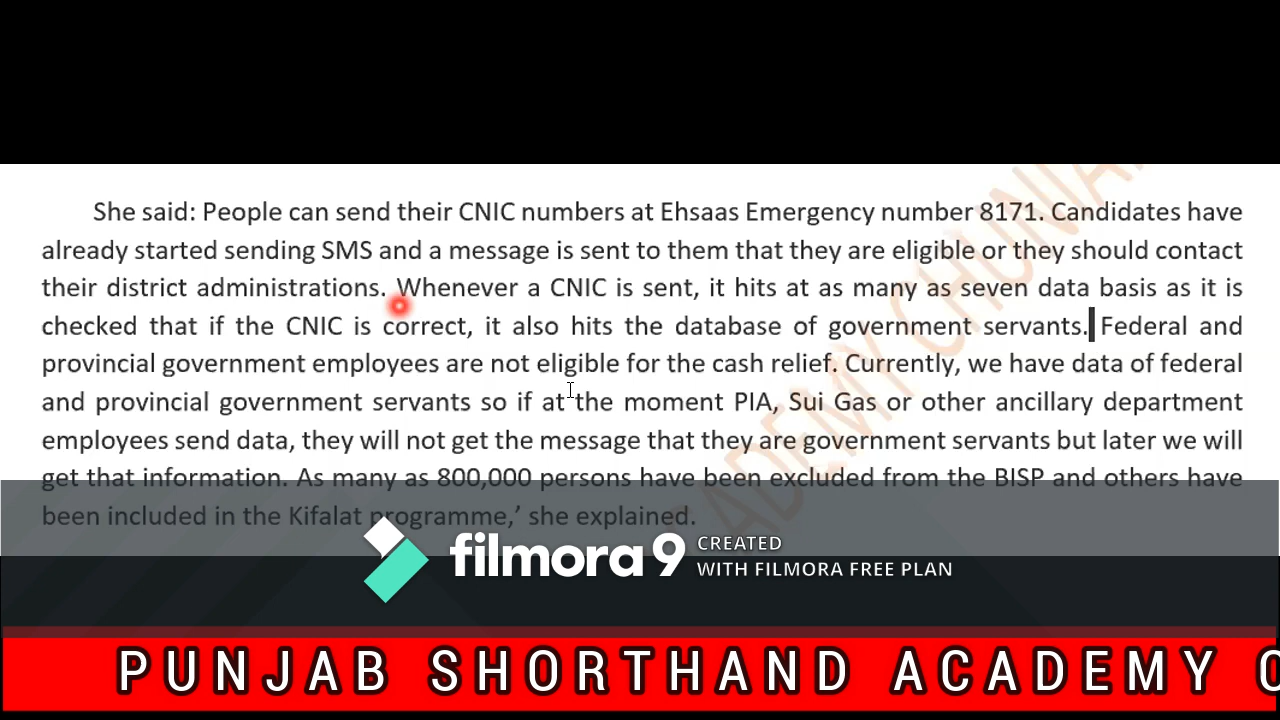 She said: People can send their CNIC numbers at Ehsaas Emergency number 8171. Candidates have
already started sending SMS and a message is sent to them that they are eligible or they should contact
their district administrations. Whenever a CNIC is sent, it hits at as many as seven data basis as it is
checked that if the CNIC is correct, it also hits the database of government servants. Federal and
provincial government employees are not eligible for the cash relief. Currently, we have data of federal
and provincial government servants so if at the moment PIA, Sui Gas or other ancillary department
employees send data, they will not get the message that they are government servants but later we will
get that information. As many as 800,000 persons have been excluded from the BISP and others have
been included in the Kifalat programme,’ she explained.
filmora 9 CREATED
WITH FILMORA FREE PLAN
PUNJAB SHORTHAND ACADEMY